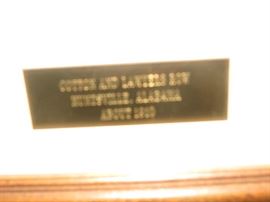 COTTON AND LAWYERS ROW
HUNTSVILLE, ALABAMA
ABOUT